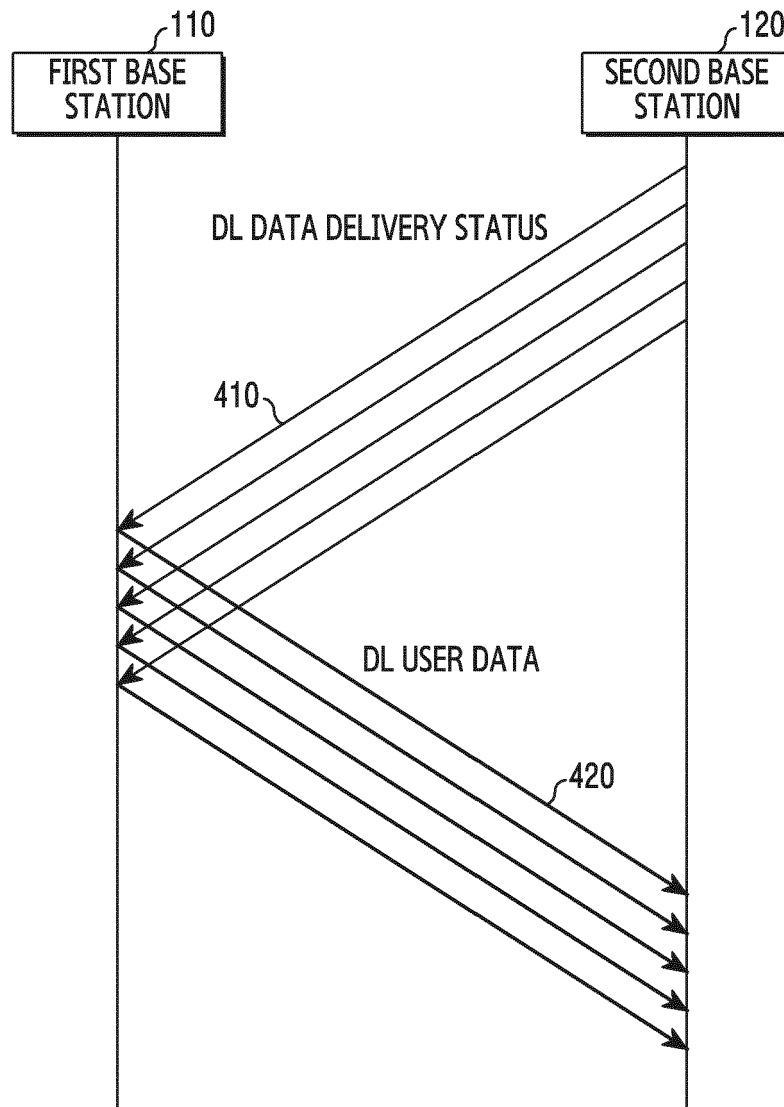 110
FIRST BASE
STATION
120
SECOND BASE
STATION
DL DATA DELIVERY STATUS
410
DL USER DATA
420